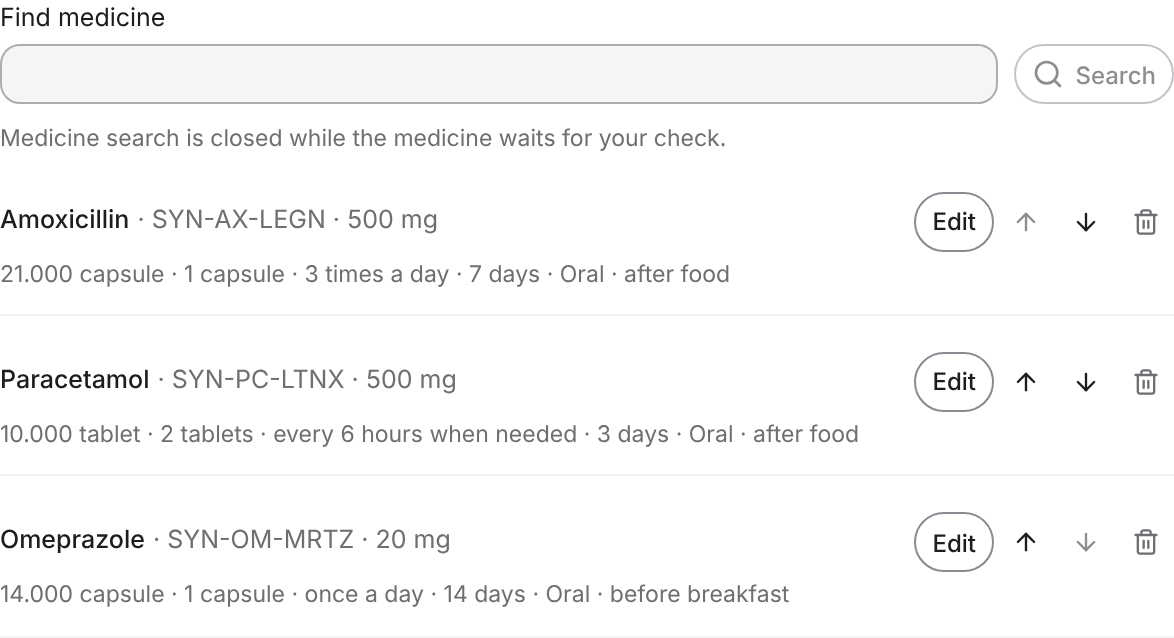 Find medicine
Search
Medicine search is closed while the medicine waits for your check.
Amoxicillin · SYN-AX-LEGN · 500 mg Edit
21.000 capsule · 1 capsule · 3 times a day · 7 days · Oral · after food
Paracetamol · SYN-PC-LTNX · 500 mg Edit
10.000 tablet · 2 tablets · every 6 hours when needed · 3 days · Oral · after food
Omeprazole · SYN-OM-MRTZ · 20 mg Edit
14.000 capsule · 1 capsule · once a day · 14 days · Oral · before breakfast